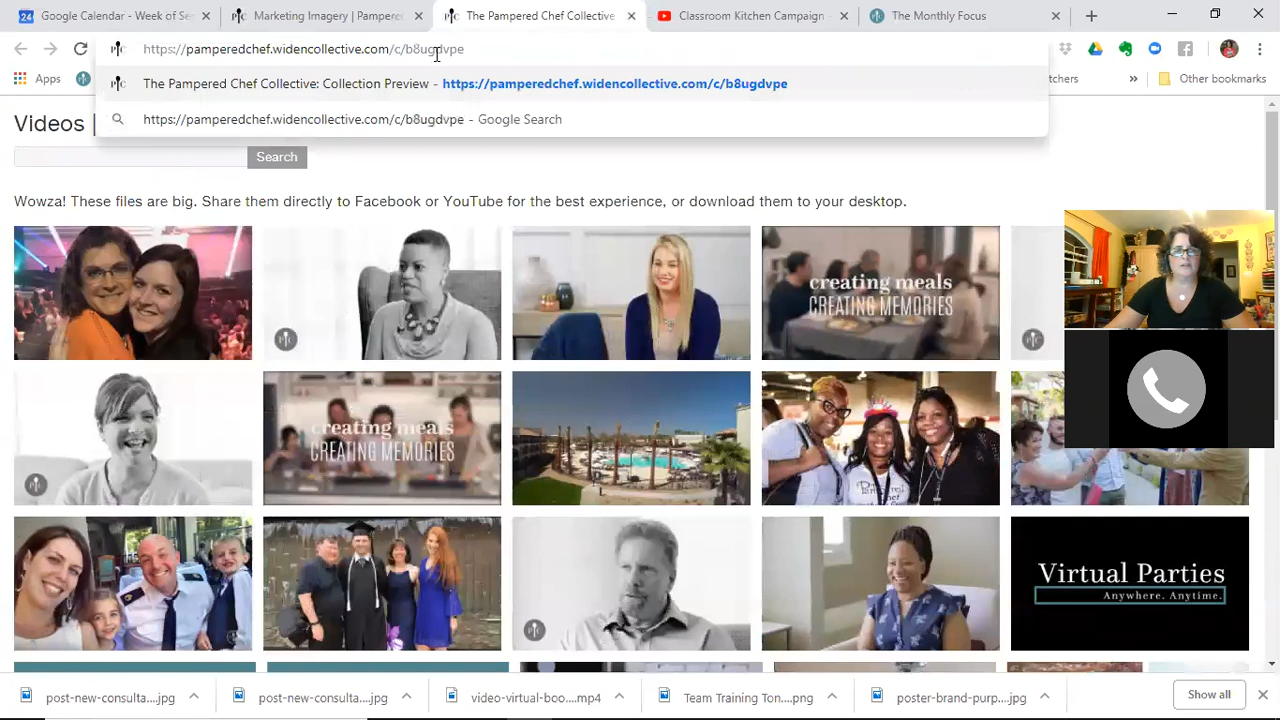 24 Google Calendar - Week of Se
Marketing Imagery | Pampere
The Pampered Chef Collective
Classroom Kitchen Campaign
The Monthly Focus
https://pamperedchef.widencollective.com/c/b8ugdvpe
The Pampered Chef Collective: Collection Preview - https://pamperedchef.widencollective.com/c/b8ugdvpe
https://pamperedchef.widencollective.com/c/b8ugdvpe - Google Search
Apps
tchers
Other bookmarks
Videos |
Search
Wowza! These files are big. Share them directly to Facebook or YouTube for the best experience, or download them to your desktop.
creating meals
CREATING MEMORIES
creating meals
CREATING MEMORIES
Virtual Parties
Anywhere. Anytime.
post-new-consulta....jpg
post-new-consulta....jpg
video-virtual-boo....mp4
Team Training Ton....png
poster-brand-purp....jpg
Show all